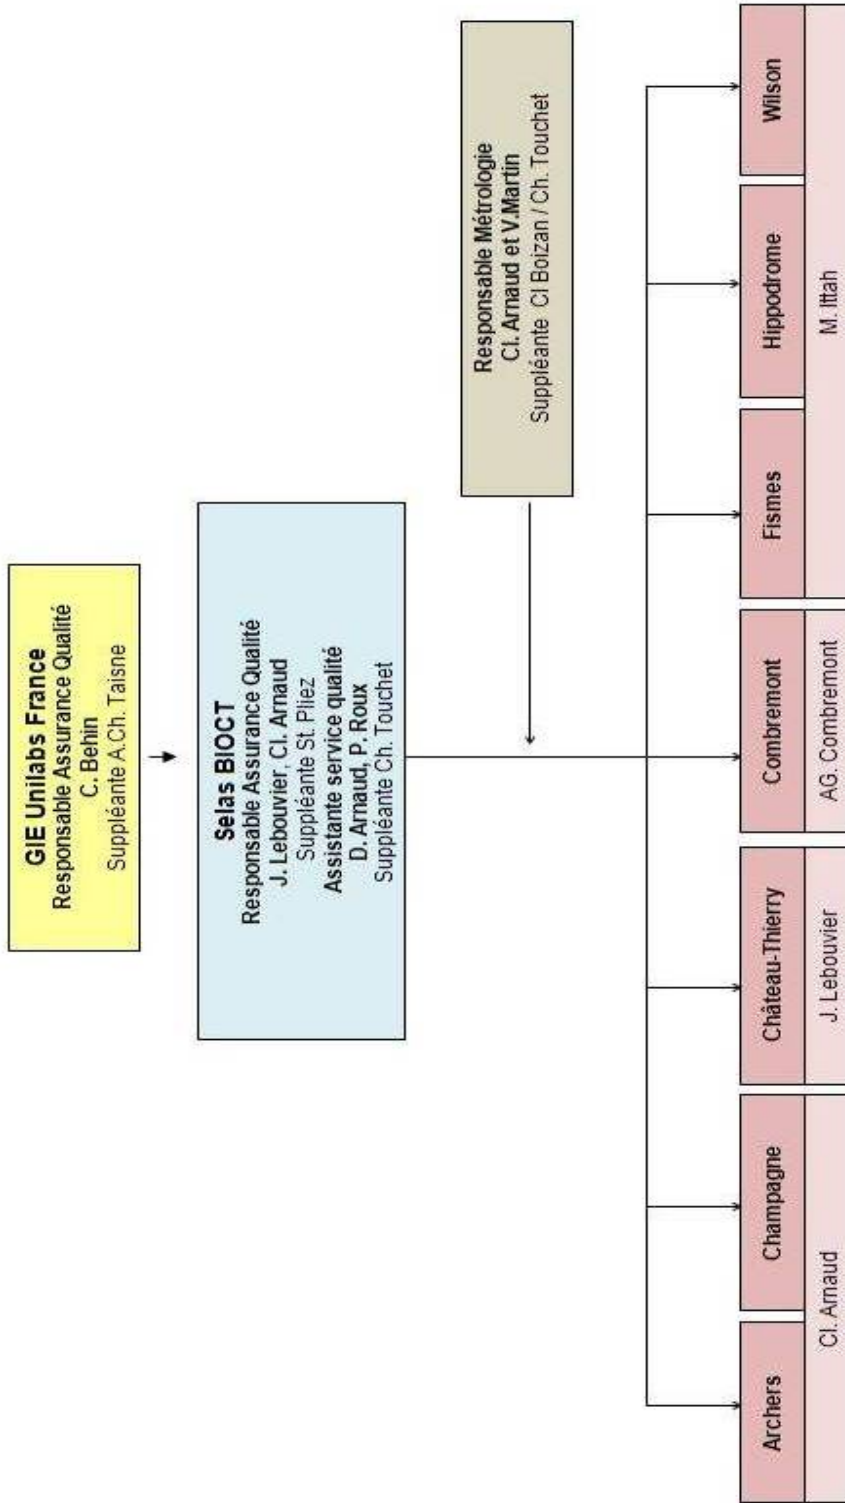 GIE Unilabs France
Responsable Assurance Qualité
C. Behin
Suppléante A.Ch. Taisne
Selas BIOCT
Responsable Assurance Qualité
J. Lebouvier, Cl. Arnaud
Suppléante St. Pliez
Assistante service qualité
D. Arnaud, P. Roux
Suppléante Ch. Touchet
Responsable Métrologie
Cl. Arnaud et V.Martin
Suppléante Cl Boizan / Ch. Touchet
Archers
Champagne
Château-Thierry
Combremont
Fismes
Hippodrome
Wilson
Cl. Arnaud
J. Lebouvier
AG. Combremont
M. Ittah